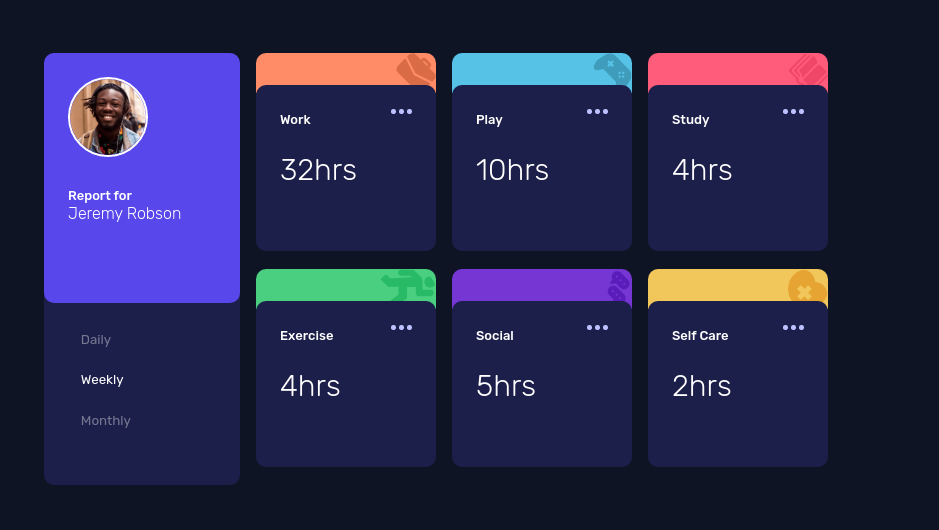 Report for
Jeremy Robson
Daily
Weekly
Monthly
Work
32hrs
Play
10hrs
Study
4hrs
Exercise
4hrs
Social
5hrs
Self Care
2hrs